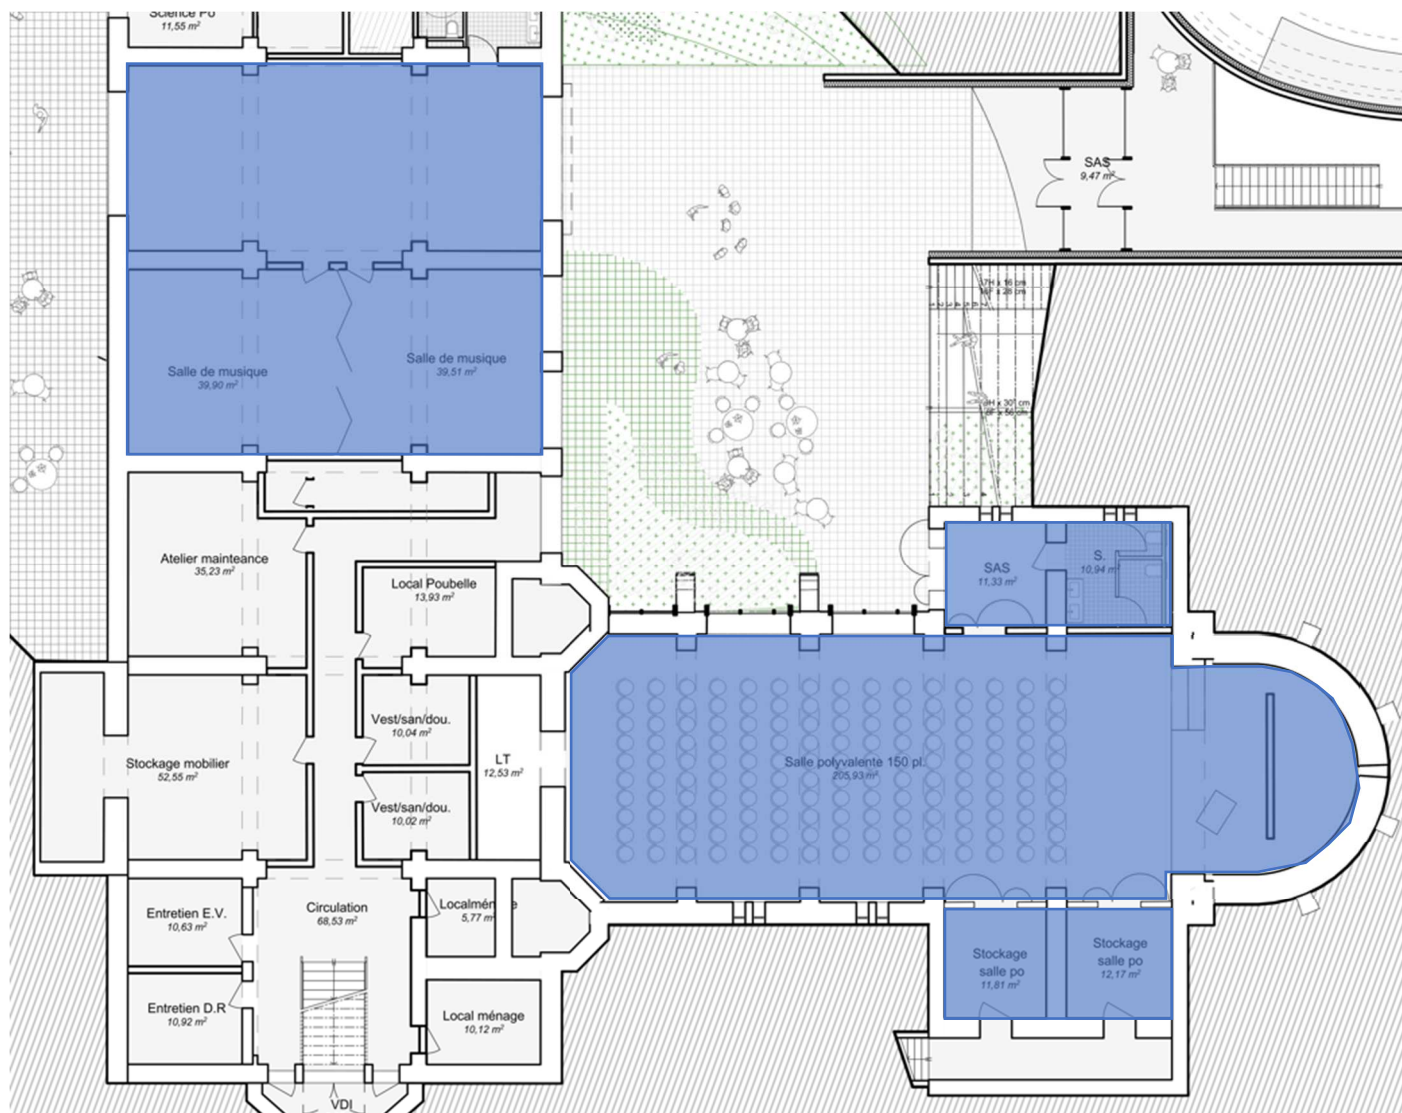 Science Po
11,55 m²
SAS
9,47 m²
Salle de musique
39,90 m²
Salle de musique
39,51 m²
7H x 16 cm
Atelier mainteance
35,23 m²
Local Poubelle
13,93 m²
SAS
11,33 m²
S.
10,94 m²
Vest/san/dou.
10,04 m²
LT
12,53 m²
Stockage mobilier
52,55 m²
Salle polyvalente 150 pl.
205,93 m²
Vest/san/dou.
10,02 m²
Entretien E.V.
10,63 m²
Circulation
68,53 m²
5,77 m²
Stockage
salle po
11,81 m²
Stockage
salle po
12,17 m²
Entretien D.R
10,92 m²
Local ménage
10,12 m²
VDI